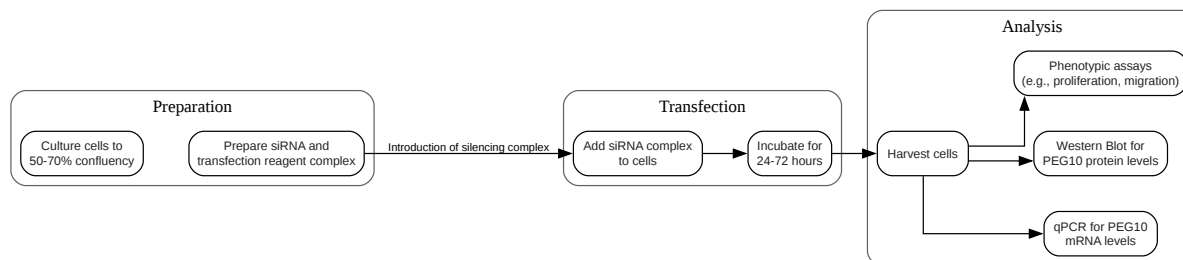 Preparation
Culture cells to
50-70% confluency
Prepare siRNA and
transfection reagent complex
Introduction of silencing complex
Transfection
Add siRNA complex
to cells
Incubate for
24-72 hours
Analysis
Harvest cells
Phenotypic assays
(e.g., proliferation, migration)
Western Blot for
PEG10 protein levels
qPCR for PEG10
mRNA levels